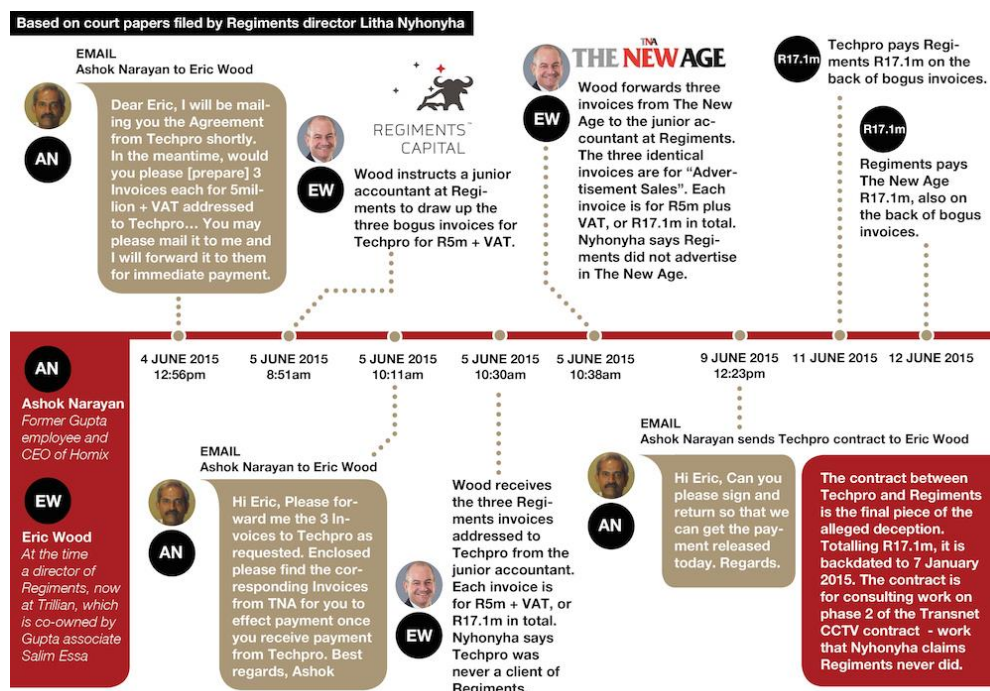 Based on court papers filed by Regiments director Litha Nyhonyha
EMAIL
Ashok Narayan to Eric Wood
AN
Dear Eric, I will be mail-
ing you the Agreement
from Techpro shortly.
In the meantime, would
you please [prepare] 3
Invoices each for 5mil-
lion + VAT addressed
to Techpro... You may
please mail it to me and
I will forward it to them
for immediate payment.
REGIMENTS™
CAPITAL
EW
Wood instructs a junior
accountant at Regi-
ments to draw up the
three bogus invoices for
Techpro for R5m + VAT.
TNA
THE NEW AGE
EW
Wood forwards three
invoices from The New
Age to the junior ac-
countant at Regiments.
The three identical
invoices are for “Adver-
tisement Sales”. Each
invoice is for R5m plus
VAT, or R17.1m in total.
Nyhonyha says Regi-
ments did not advertise
in The New Age.
R17.1m
Techpro pays Regi-
ments R17.1m on the
back of bogus invoices.
R17.1m
Regiments pays
The New Age
R17.1m, also on
the back of bogus
invoices.
4 JUNE 2015
12:56pm
5 JUNE 2015
8:51am
5 JUNE 2015
10:11am
5 JUNE 2015
10:30am
5 JUNE 2015
10:38am
9 JUNE 2015
12:23pm
11 JUNE 2015
12 JUNE 2015
AN
Ashok Narayan
Former Gupta
employee and
CEO of Homix
EW
Eric Wood
At the time
a director of
Regiments, now
at Trillian, which
is co-owned by
Gupta associate
Salim Essa
EMAIL
Ashok Narayan to Eric Wood
AN
Hi Eric, Please for-
ward me the 3 In-
voices to Techpro as
requested. Enclosed
please find the cor-
responding Invoices
from TNA for you to
effect payment once
you receive payment
from Techpro. Best
regards, Ashok
EW
Wood receives
the three Regi-
ments invoices
addressed to
Techpro from the
junior accountant.
Each invoice is
for R5m + VAT, or
R17.1m in total.
Nyhonyha says
Techpro was
never a client of
Regiments.
EMAIL
Ashok Narayan sends Techpro contract to Eric Wood
AN
Hi Eric, Can you
please sign and
return so that we
can get the pay-
ment released
today. Regards.
The contract between
Techpro and Regiments
is the final piece of the
alleged deception.
Totalling R17.1m, it is
backdated to 7 January
2015. The contract is
for consulting work on
phase 2 of the Transnet
CCTV contract - work
that Nyhonyha claims
Regiments never did.